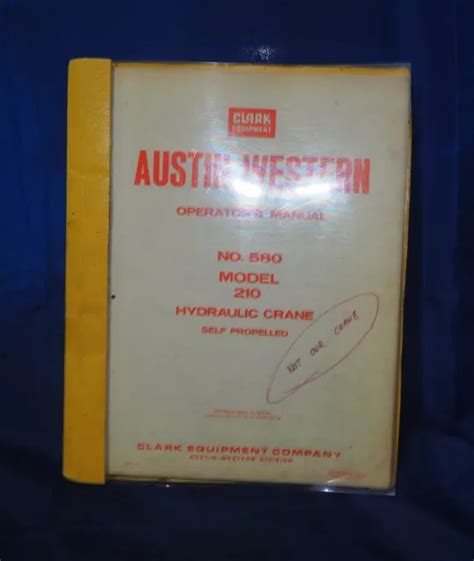 CLARK
EQUIPMENT
AUSTIN-WESTERN
OPERATOR'S MANUAL
NO. 580
MODEL
210
HYDRAULIC CRANE
SELF PROPELLED
NOT OUR CRANE
CLARK EQUIPMENT COMPANY
AUSTIN-WESTERN DIVISION